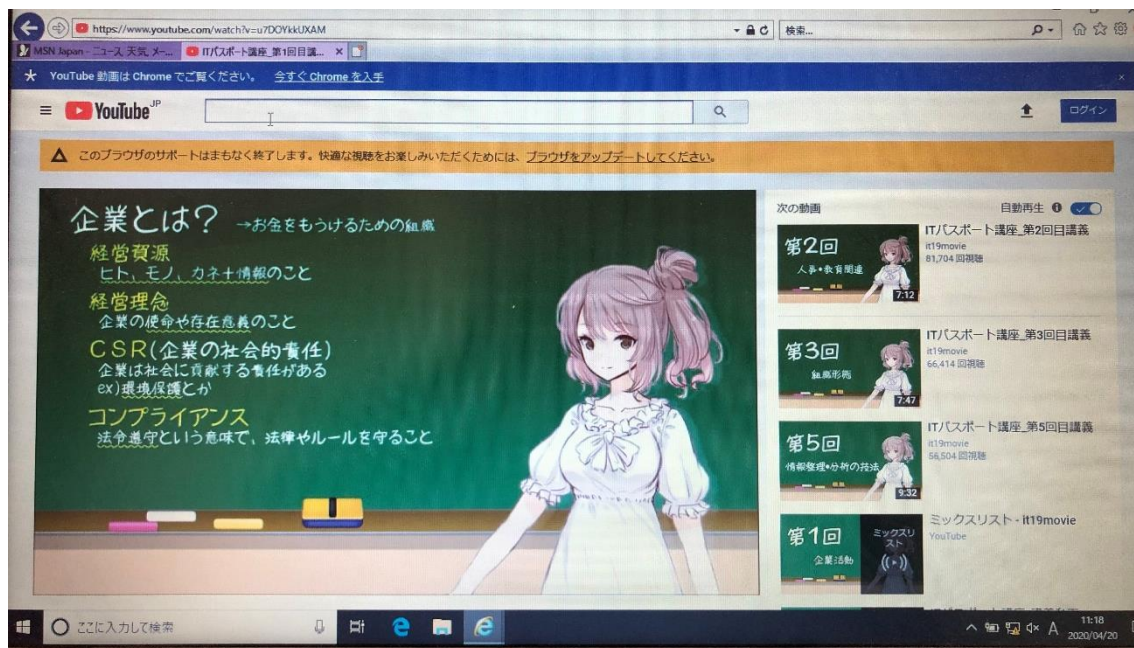 https://www.youtube.com/watch?v=u7DOYkkUXAM
検索...
MSN Japan - ニュース, 天気, メー...
ITパスポート講座_第1回目講...
YouTube 動画は Chrome でご覧ください。 今すぐ Chrome を入手
YouTube JP
ログイン
このブラウザのサポートはまもなく終了します。快適な視聴をお楽しみいただくためには、ブラウザをアップデートしてください。
企業とは? →お金をもうけるための組織
経営資源
ヒト、モノ、カネ+情報のこと
経営理念
企業の使命や存在意義のこと
CSR(企業の社会的責任)
企業は社会に貢献する責任がある
ex)環境保護とか
コンプライアンス
法令遵守という意味で、法律やルールを守ること
次の動画
自動再生
第2回
人事・教育関連
7:12
ITパスポート講座_第2回目講義
it19movie
81,704 回視聴
第3回
組織形態
7:47
ITパスポート講座_第3回目講義
it19movie
66,414 回視聴
第5回
情報整理・分析の技法
9:32
ITパスポート講座_第5回目講義
it19movie
56,504 回視聴
第1回
企業活動
ミックスリ
スト
ミックスリスト - it19movie
YouTube
ここに入力して検索
A
11:18
2020/04/20